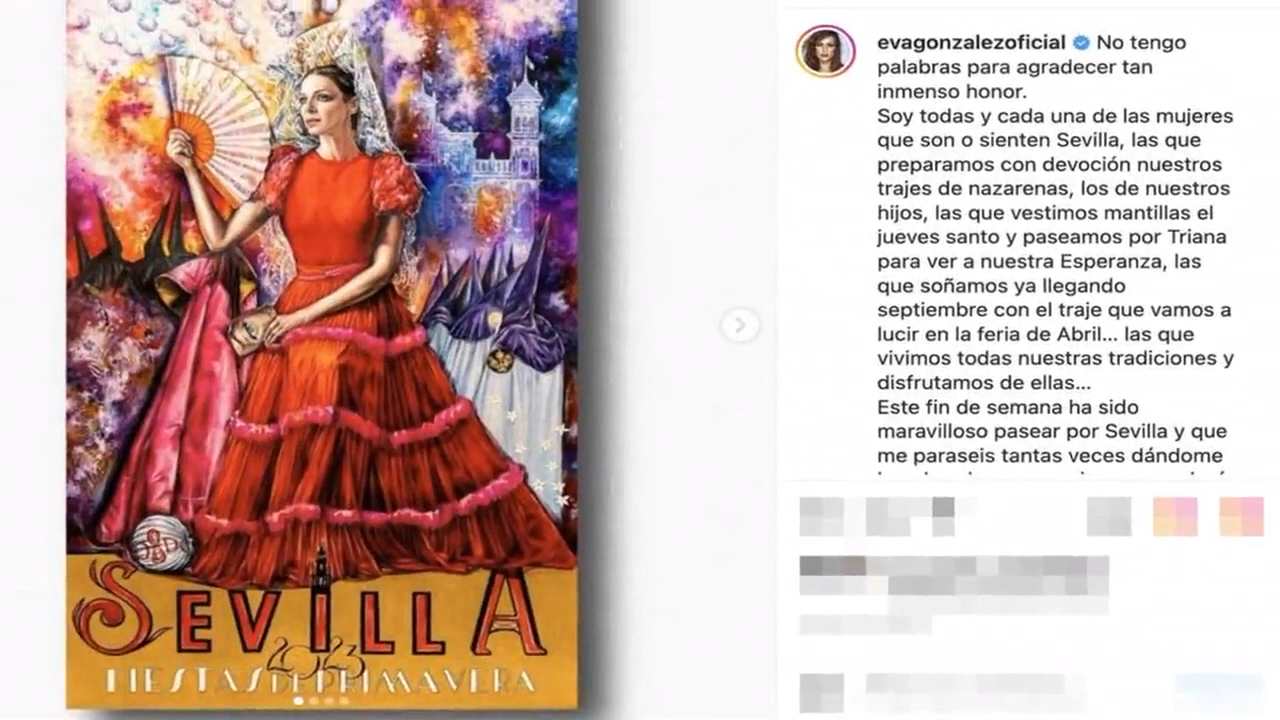 SEVILLA
2023
FIESTAS DE PRIMAVERA
evagonzalezoficial No tengo
palabras para agradecer tan
inmenso honor.
Soy todas y cada una de las mujeres
que son o sienten Sevilla, las que
preparamos con devoción nuestros
trajes de nazarenas, los de nuestros
hijos, las que vestimos mantillas el
jueves santo y paseamos por Triana
para ver a nuestra Esperanza, las
que soñamos ya llegando
septiembre con el traje que vamos a
lucir en la feria de Abril... las que
vivimos todas nuestras tradiciones y
disfrutamos de ellas...
Este fin de semana ha sido
maravilloso pasear por Sevilla y que
me paraseis tantas veces dándome